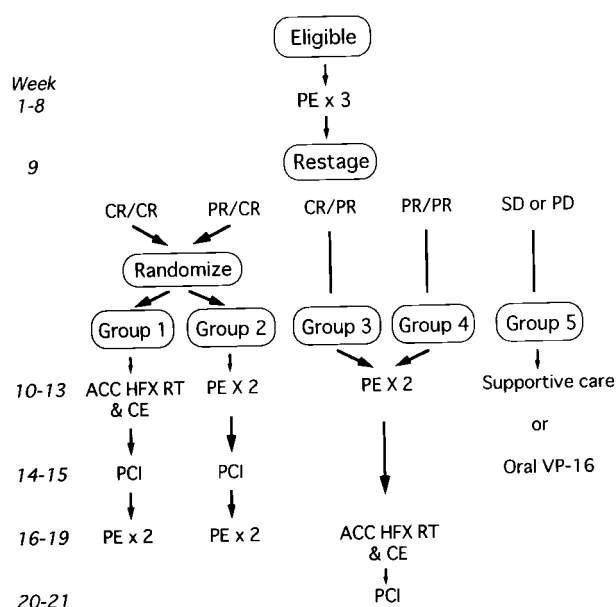 Eligible
Week
1-8
PE x 3
9
Restage
CR/CR PR/CR CR/PR PR/PR SD or PD
Randomize
Group 1 Group 2 Group 3 Group 4 Group 5
10-13 ACC HFX RT PE X 2 PE X 2 Supportive care
& CE
or
14-15 PCI PCI Oral VP-16
16-19 PE x 2 PE x 2 ACC HFX RT
& CE
20-21 PCI